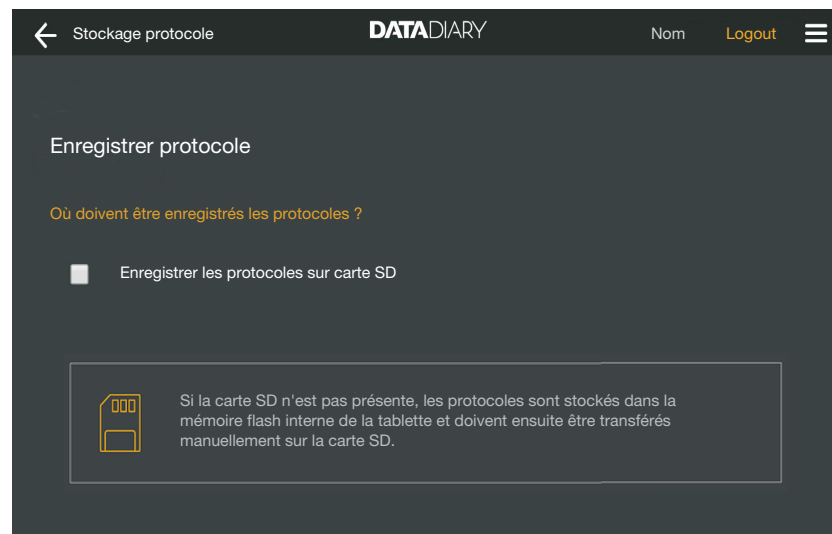 Stockage protocole
DATADIARY
Nom
Logout
Enregistrer protocole
Où doivent être enregistrés les protocoles ?
Enregistrer les protocoles sur carte SD
Si la carte SD n'est pas présente, les protocoles sont stockés dans la
mémoire flash interne de la tablette et doivent ensuite être transférés
manuellement sur la carte SD.